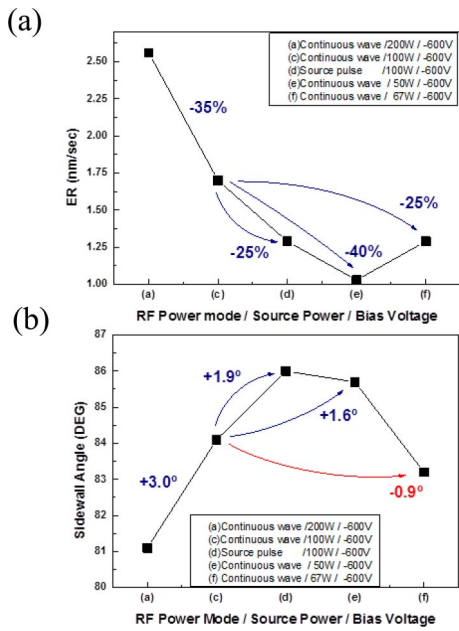 (a)
2.50
2.25
2.00
1.75
1.50
1.25
1.00
ER (nm/sec)
(a)Continuous wave /200W / -600V
(c)Continuous wave /100W / -600V
(d)Source pulse /100W / -600V
(e)Continuous wave / 50W / -600V
(f) Continuous wave / 67W / -600V
-35%
-25%
-40%
-25%
(a) (c) (d) (e) (f)
RF Power mode / Source Power / Bias Voltage
(b)
87
86
85
84
83
82
81
80
Sidewall Angle (DEG)
+1.9º
+1.6º
+3.0º
-0.9º
(a)Continuous wave /200W / -600V
(c)Continuous wave /100W / -600V
(d)Source pulse /100W / -600V
(e)Continuous wave / 50W / -600V
(f) Continuous wave / 67W / -600V
(a) (c) (d) (e) (f)
RF Power Mode / Source Power / Bias Voltage